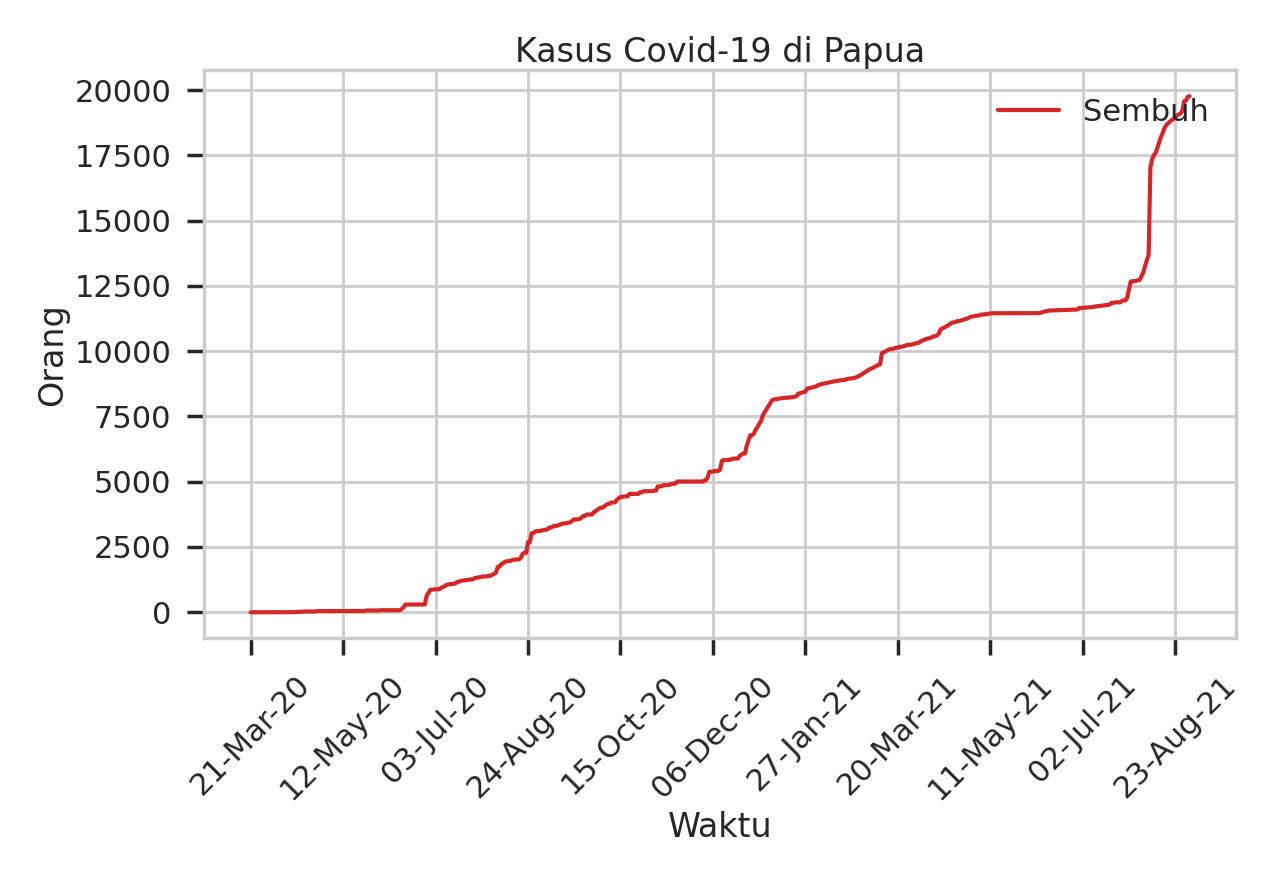 Kasus Covid-19 di Papua
Sembuh
Orang
20000
17500
15000
12500
10000
7500
5000
2500
0
21-Mar-20
12-May-20
03-Jul-20
24-Aug-20
15-Oct-20
06-Dec-20
27-Jan-21
20-Mar-21
11-May-21
02-Jul-21
23-Aug-21
Waktu